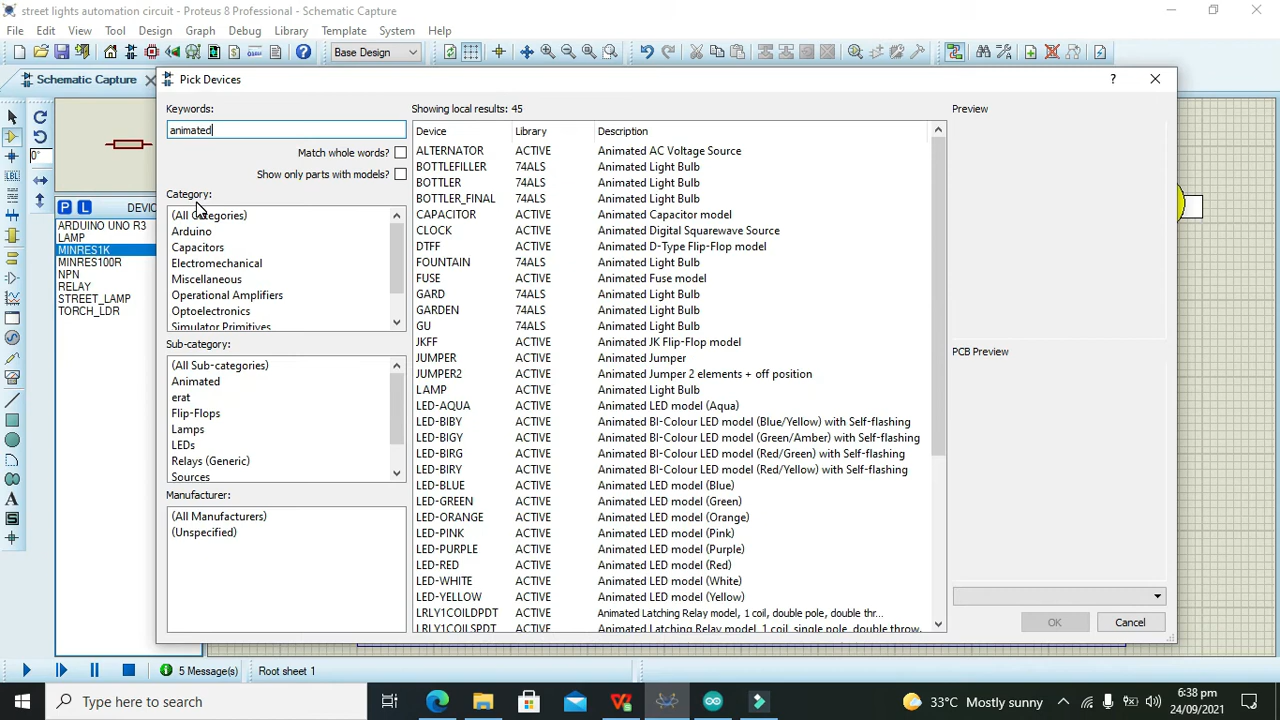 street lights automation circuit - Proteus 8 Professional - Schematic Capture
File Edit View Tool Design Graph Debug Library Template System Help
Base Design
Schematic Capture
Pick Devices
Keywords:
animated
Match whole words?
Show only parts with models?
Category:
(All Categories)
Arduino
Capacitors
Electromechanical
Miscellaneous
Operational Amplifiers
Optoelectronics
Simulator Primitives
Sub-category:
(All Sub-categories)
Animated
erat
Flip-Flops
Lamps
LEDs
Relays (Generic)
Sources
Manufacturer:
(All Manufacturers)
(Unspecified)
Showing local results: 45
Device Library Description
ALTERNATOR ACTIVE Animated AC Voltage Source
BOTTLEFILLER 74ALS Animated Light Bulb
BOTTLER 74ALS Animated Light Bulb
BOTTLER_FINAL 74ALS Animated Light Bulb
CAPACITOR ACTIVE Animated Capacitor model
CLOCK ACTIVE Animated Digital Squarewave Source
DTFF ACTIVE Animated D-Type Flip-Flop model
FOUNTAIN 74ALS Animated Light Bulb
FUSE ACTIVE Animated Fuse model
GARD 74ALS Animated Light Bulb
GARDEN 74ALS Animated Light Bulb
GU 74ALS Animated Light Bulb
JKFF ACTIVE Animated JK Flip-Flop model
JUMPER ACTIVE Animated Jumper
JUMPER2 ACTIVE Animated Jumper 2 elements + off position
LAMP ACTIVE Animated Light Bulb
LED-AQUA ACTIVE Animated LED model (Aqua)
LED-BIBY ACTIVE Animated BI-Colour LED model (Blue/Yellow) with Self-flashing
LED-BIGY ACTIVE Animated BI-Colour LED model (Green/Amber) with Self-flashing
LED-BIRG ACTIVE Animated BI-Colour LED model (Red/Green) with Self-flashing
LED-BIRY ACTIVE Animated BI-Colour LED model (Red/Yellow) with Self-flashing
LED-BLUE ACTIVE Animated LED model (Blue)
LED-GREEN ACTIVE Animated LED model (Green)
LED-ORANGE ACTIVE Animated LED model (Orange)
LED-PINK ACTIVE Animated LED model (Pink)
LED-PURPLE ACTIVE Animated LED model (Purple)
LED-RED ACTIVE Animated LED model (Red)
LED-WHITE ACTIVE Animated LED model (White)
LED-YELLOW ACTIVE Animated LED model (Yellow)
LRLY1COILDPDT ACTIVE Animated Latching Relay model, 1 coil, double pole, double thr...
LRLY1COILSPDT ACTIVE Animated Latching Relay model, 1 coil, single pole, double throw,
Preview
PCB Preview
OK Cancel
0°
P L DEVIC
ARDUINO UNO R3
LAMP
MINRES1K
MINRES100R
NPN
RELAY
STREET_LAMP
TORCH_LDR
5 Message(s) Root sheet 1
Type here to search
33°C Mostly sunny
6:38 pm
24/09/2021